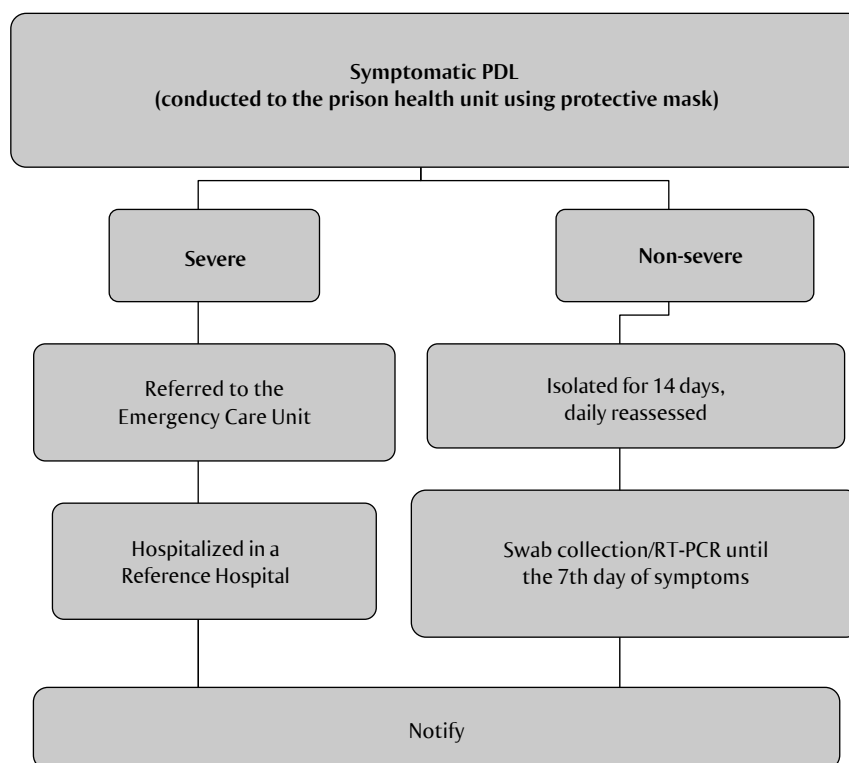 Symptomatic PDL
(conducted to the prison health unit using protective mask)
Severe
Non-severe
Referred to the
Emergency Care Unit
Isolated for 14 days,
daily reassessed
Hospitalized in a
Reference Hospital
Swab collection/RT-PCR until
the 7th day of symptoms
Notify